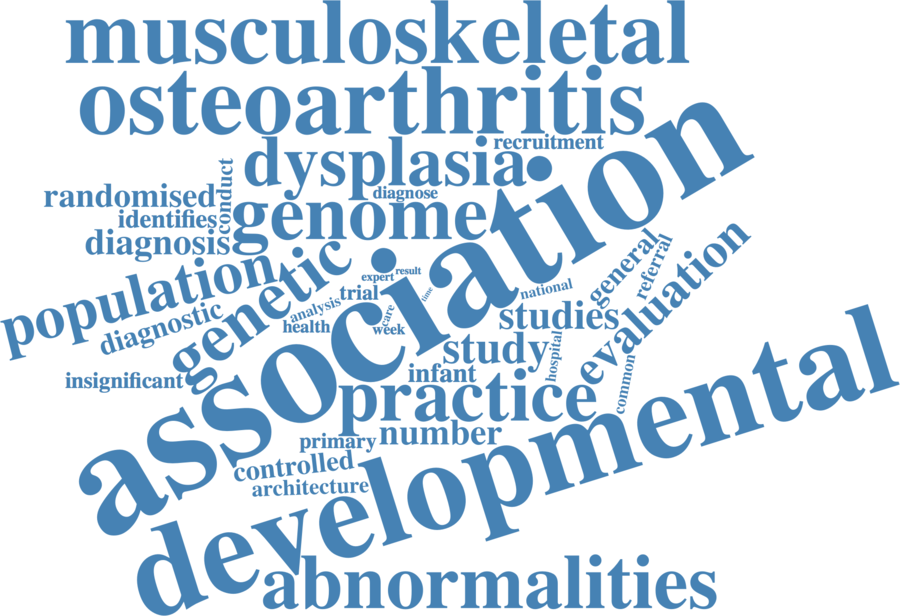 musculoskeletal
osteoarthritis
recruitment
dysplasia
conduct
diagnose
randomised
identifies
genome
diagnosis
association
population
genetic
expert
result
general
referral
evaluation
trial
time
national
analysis
care
diagnostic
health
week
studies
study
hospital
insignificant
infant
common
practice
developmental
primary
number
controlled
architecture
abnormalities